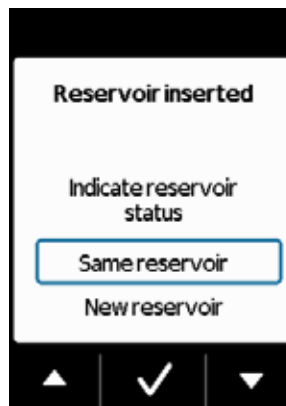 Reservoir inserted
Indicate reservoir
status
Same reservoir
New reservoir